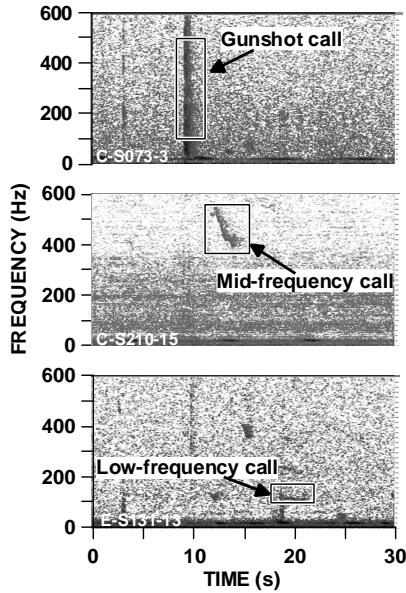 600
Gunshot call
400
200
0
C-S073-3
600
400
Mid-frequency call
200
0
C-S210-15
FREQUENCY (Hz)
600
400
Low-frequency call
200
0
E-S131-13
0 10 20 30
TIME (s)